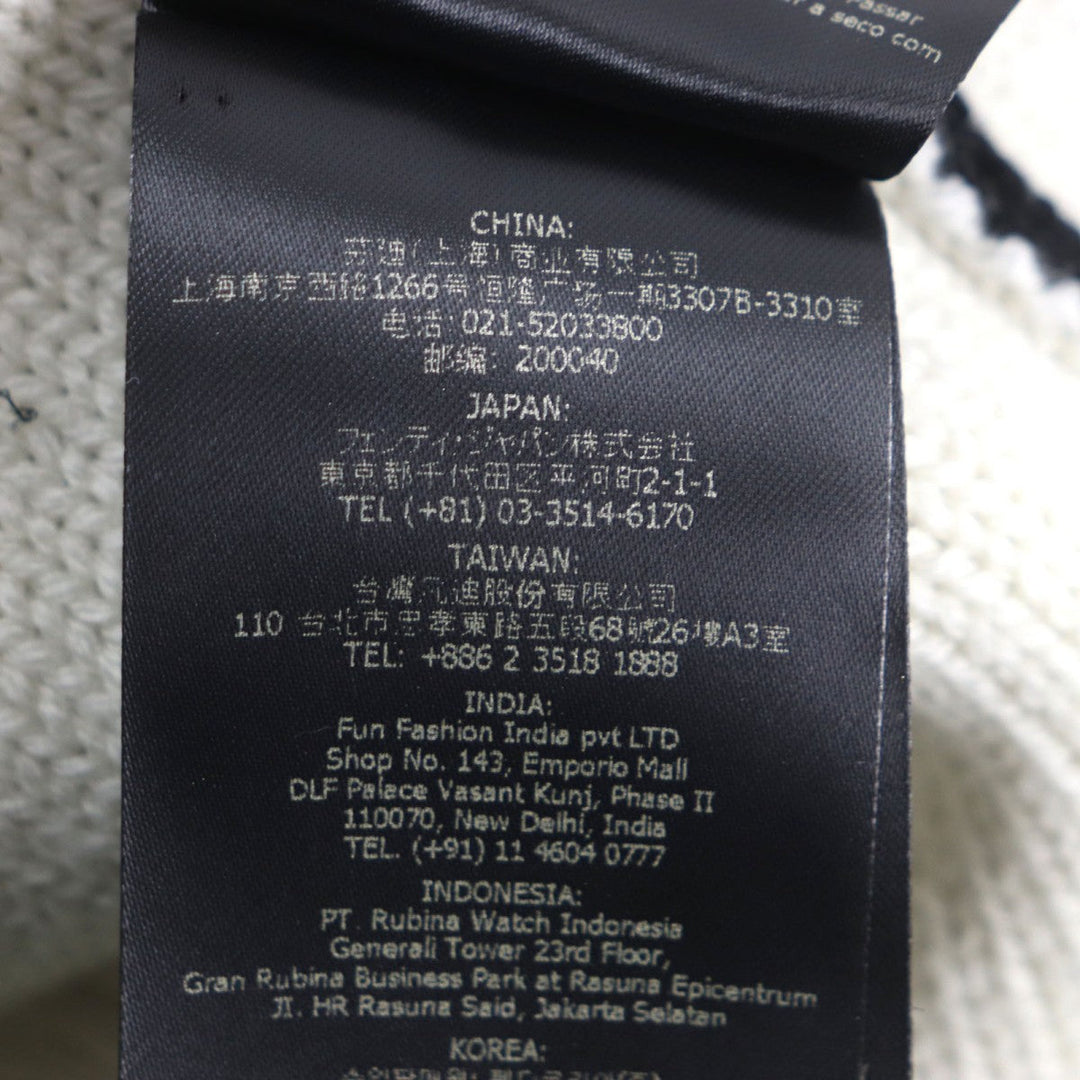 Passar
a seco com
CHINA:
芬迪(上海)商业有限公司
上海南京西路1266号恒隆广场一期3307B-3310室
电话: 021-52033800
邮编: 200040
JAPAN:
フェンディ・ジャパン株式会社
東京都千代田区平河町2-1-1
TEL (+81) 03-3514-6170
TAIWAN:
台灣芬迪股份有限公司
110 台北市忠孝東路五段68號26樓A3室
TEL: +886 2 3518 1888
INDIA:
Fun Fashion India pvt LTD
Shop No. 143, Emporio Mall
DLF Palace Vasant Kunj, Phase II
110070, New Delhi, India
TEL. (+91) 11 4604 0777
INDONESIA:
PT. Rubina Watch Indonesia
Generali Tower 23rd Floor,
Gran Rubina Business Park at Rasuna Epicentrum
JI. HR Rasuna Said, Jakarta Selatan
KOREA: